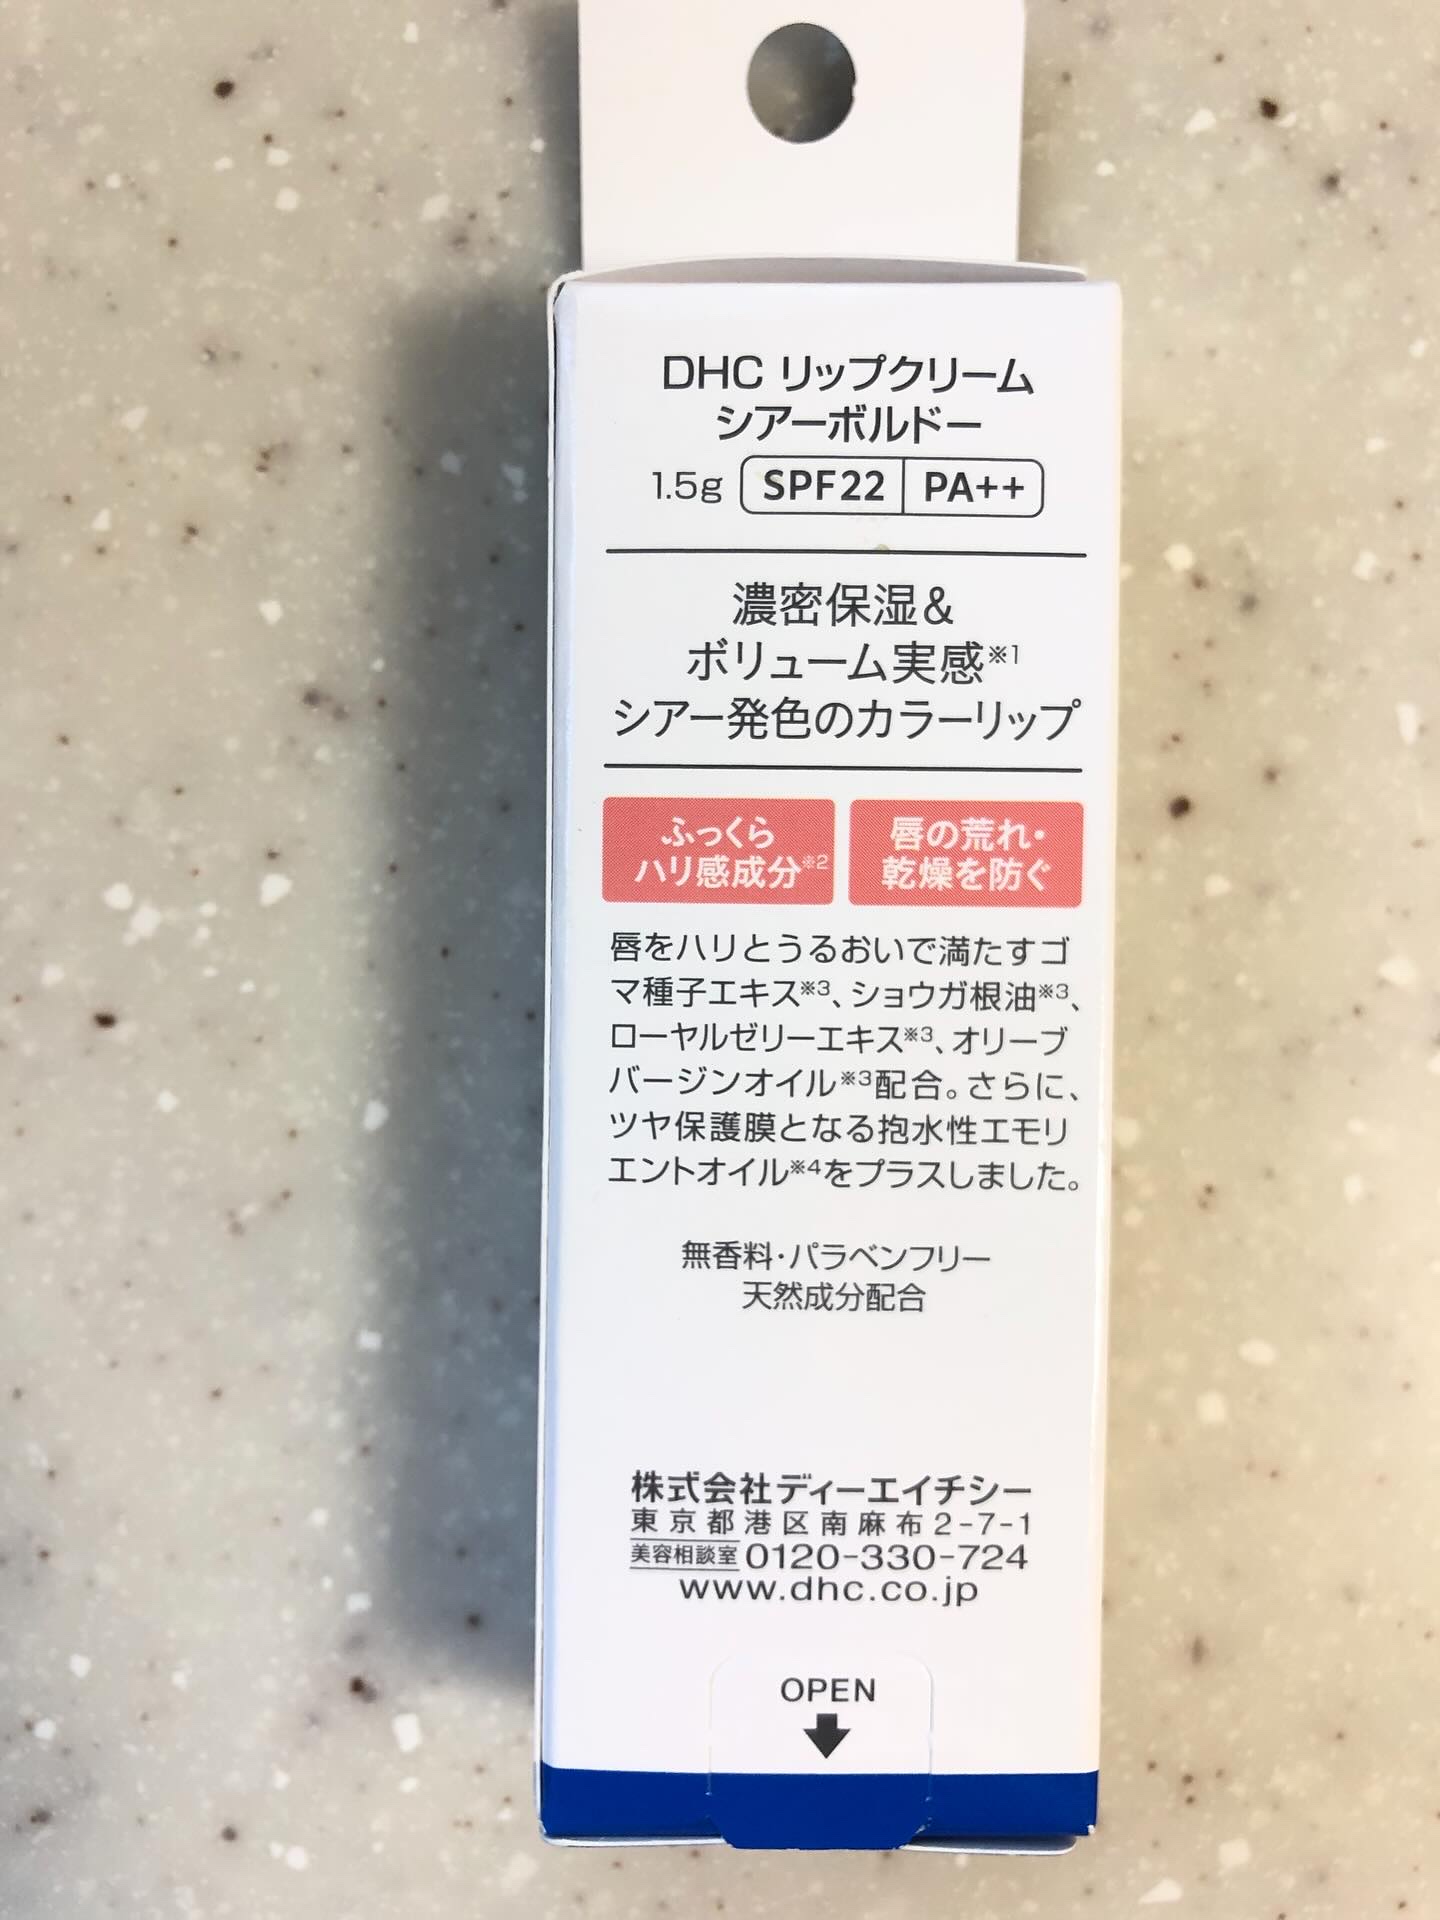 DHC リップクリーム
シアーボルドー
1.5g SPF22 PA++
濃密保湿&
ボリューム実感※1
シアー発色のカラーリップ
ふっくら
ハリ感成分※2
唇の荒れ・
乾燥を防ぐ
唇をハリとうるおいで満たすゴ
マ種子エキス※3、ショウガ根油※3、
ローヤルゼリーエキス※3、オリーブ
バージンオイル※3配合。さらに、
ツヤ保護膜となる抱水性エモリ
エントオイル※4をプラスしました。
無香料・パラベンフリー
天然成分配合
株式会社ディーエイチシー
東京都港区南麻布2-7-1
美容相談室 0120-330-724
www.dhc.co.jp
OPEN